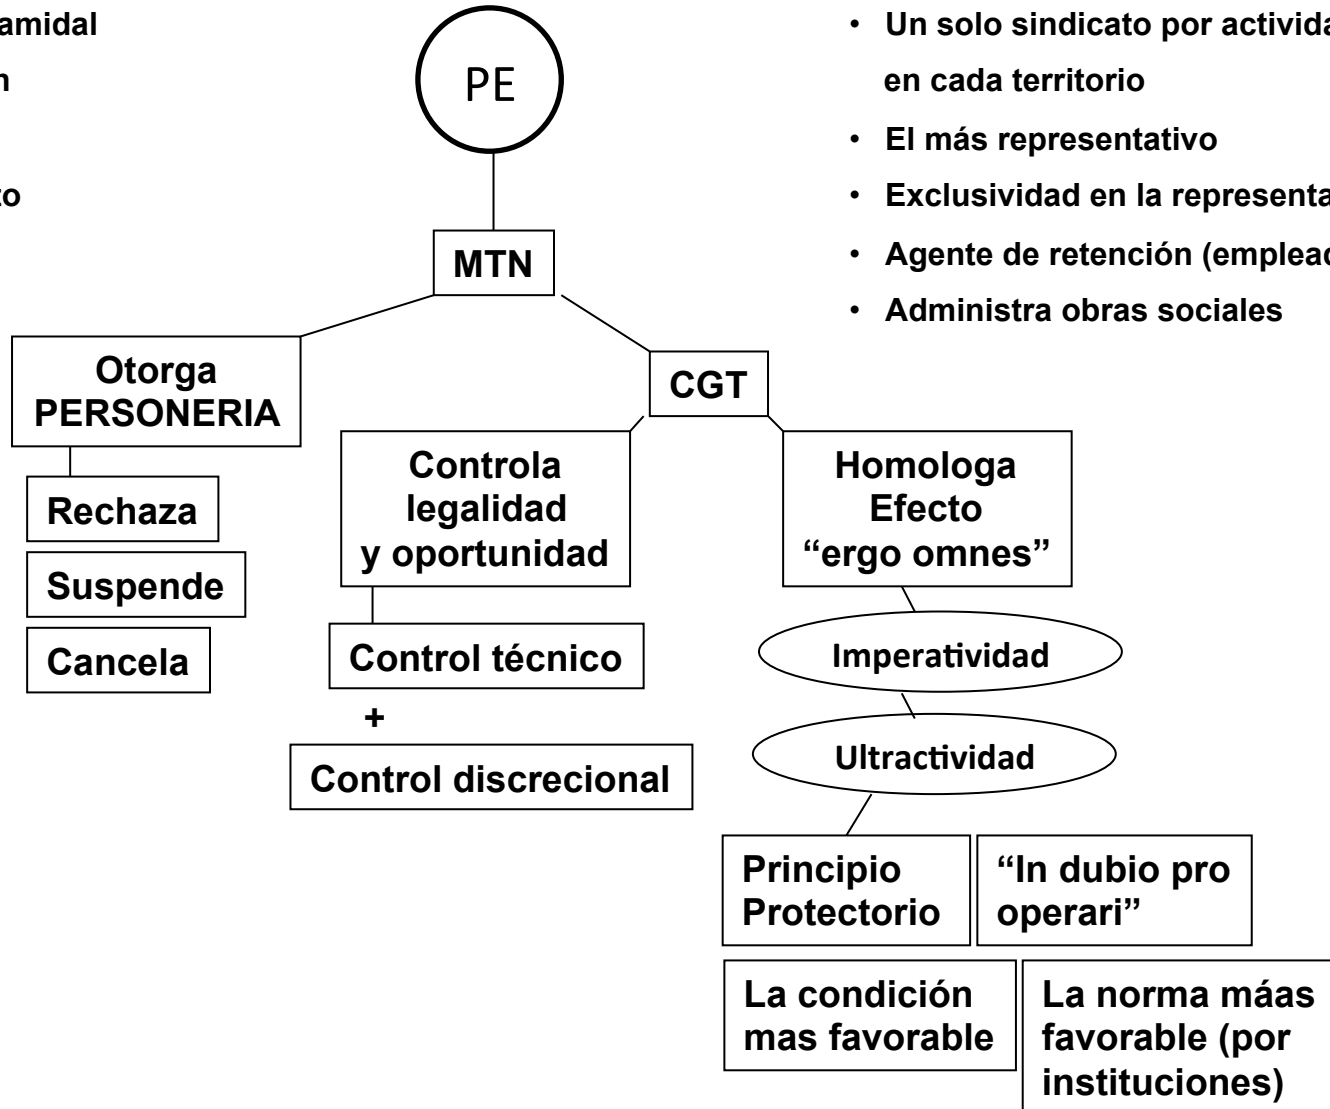 amidal
n
to
PE
• Un solo sindicato por activida
en cada territorio
• El más representativo
• Exclusividad en la representa
• Agente de retención (emplead
• Administra obras sociales
MTN
Otorga
PERSONERIA
CGT
Rechaza
Suspende
Cancela
Controla
legalidad
y oportunidad
Control técnico
+
Control discrecional
Homologa
Efecto
“ergo omnes”
Imperatividad
Ultractividad
Principio
Protectorio
“In dubio pro
operari”
La condición
mas favorable
La norma máas
favorable (por
instituciones)